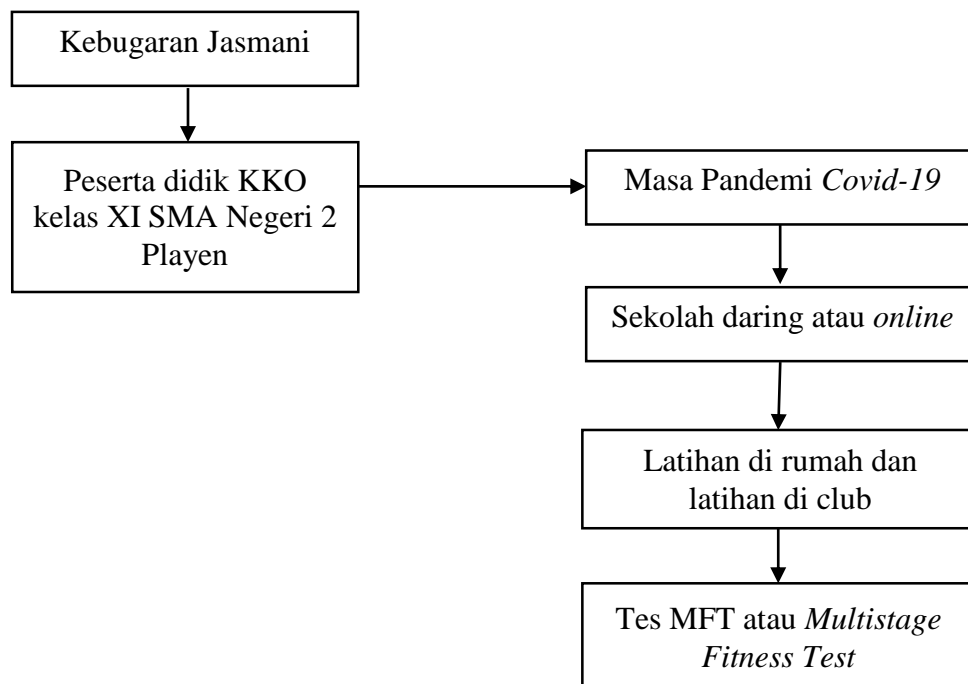 Kebugaran Jasmani
Peserta didik KKO
kelas XI SMA Negeri 2
Playen
Masa Pandemi Covid-19
Sekolah daring atau online
Latihan di rumah dan
latihan di club
Tes MFT atau Multistage
Fitness Test